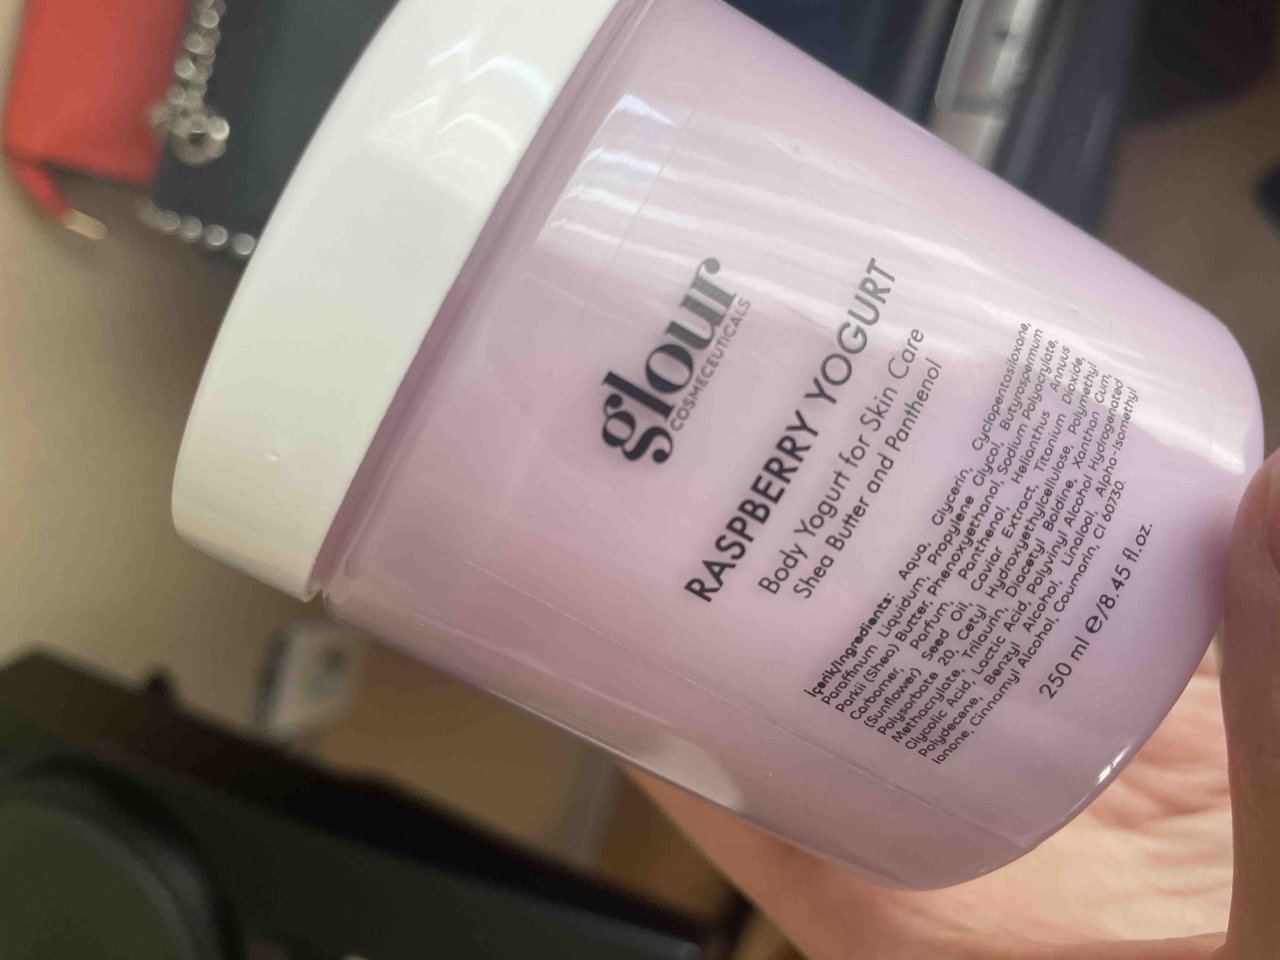 glour
COSMECEUTICALS
RASPBERRY YOGURT
Body Yogurt for Skin Care
Shea Butter and Panthenol
İçerik/Ingredients: Aqua, Glycerin, Cyclopentasiloxane,
Paraffinum Liquidum, Propylene Glycol, Butyrospermum
Parkii (Shea) Butter, Phenoxyethanol, Sodium Polyacrylate,
Carbomer, Parfum, Panthenol, Helianthus Annuus
(Sunflower) Seed Oil, Caviar Extract, Titanium Dioxide,
Polysorbate 20, Cetyl Hydroxyethylcellulose, Polymethyl
Methacrylate, Trilaurin, Diacetyl Boldine, Xanthan Gum,
Glycolic Acid, Lactic Acid, Polyvinyl Alcohol Hydrogenated
Polydecene, Benzyl Alcohol, Linalool, Alpha-Isomethyl
Ionone, Cinnamyl Alcohol, Coumarin, CI 60730.
250 ml e/8.45 fl.oz.